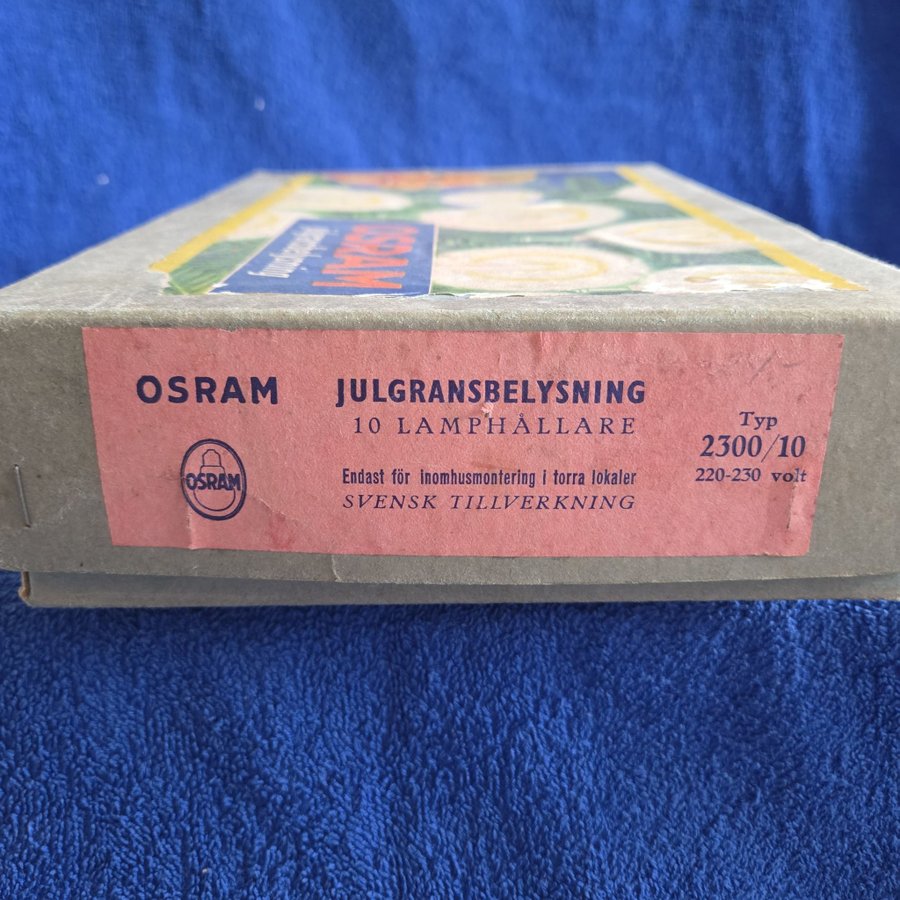 OSRAM
julgransbelysning
OSRAM
JULGRANSBELYSNING
10 LAMPHÅLLARE
Endast för inomhusmontering i torra lokaler
SVENSK TILLVERKNING
OSRAM
Typ
2300/10
220-230 volt